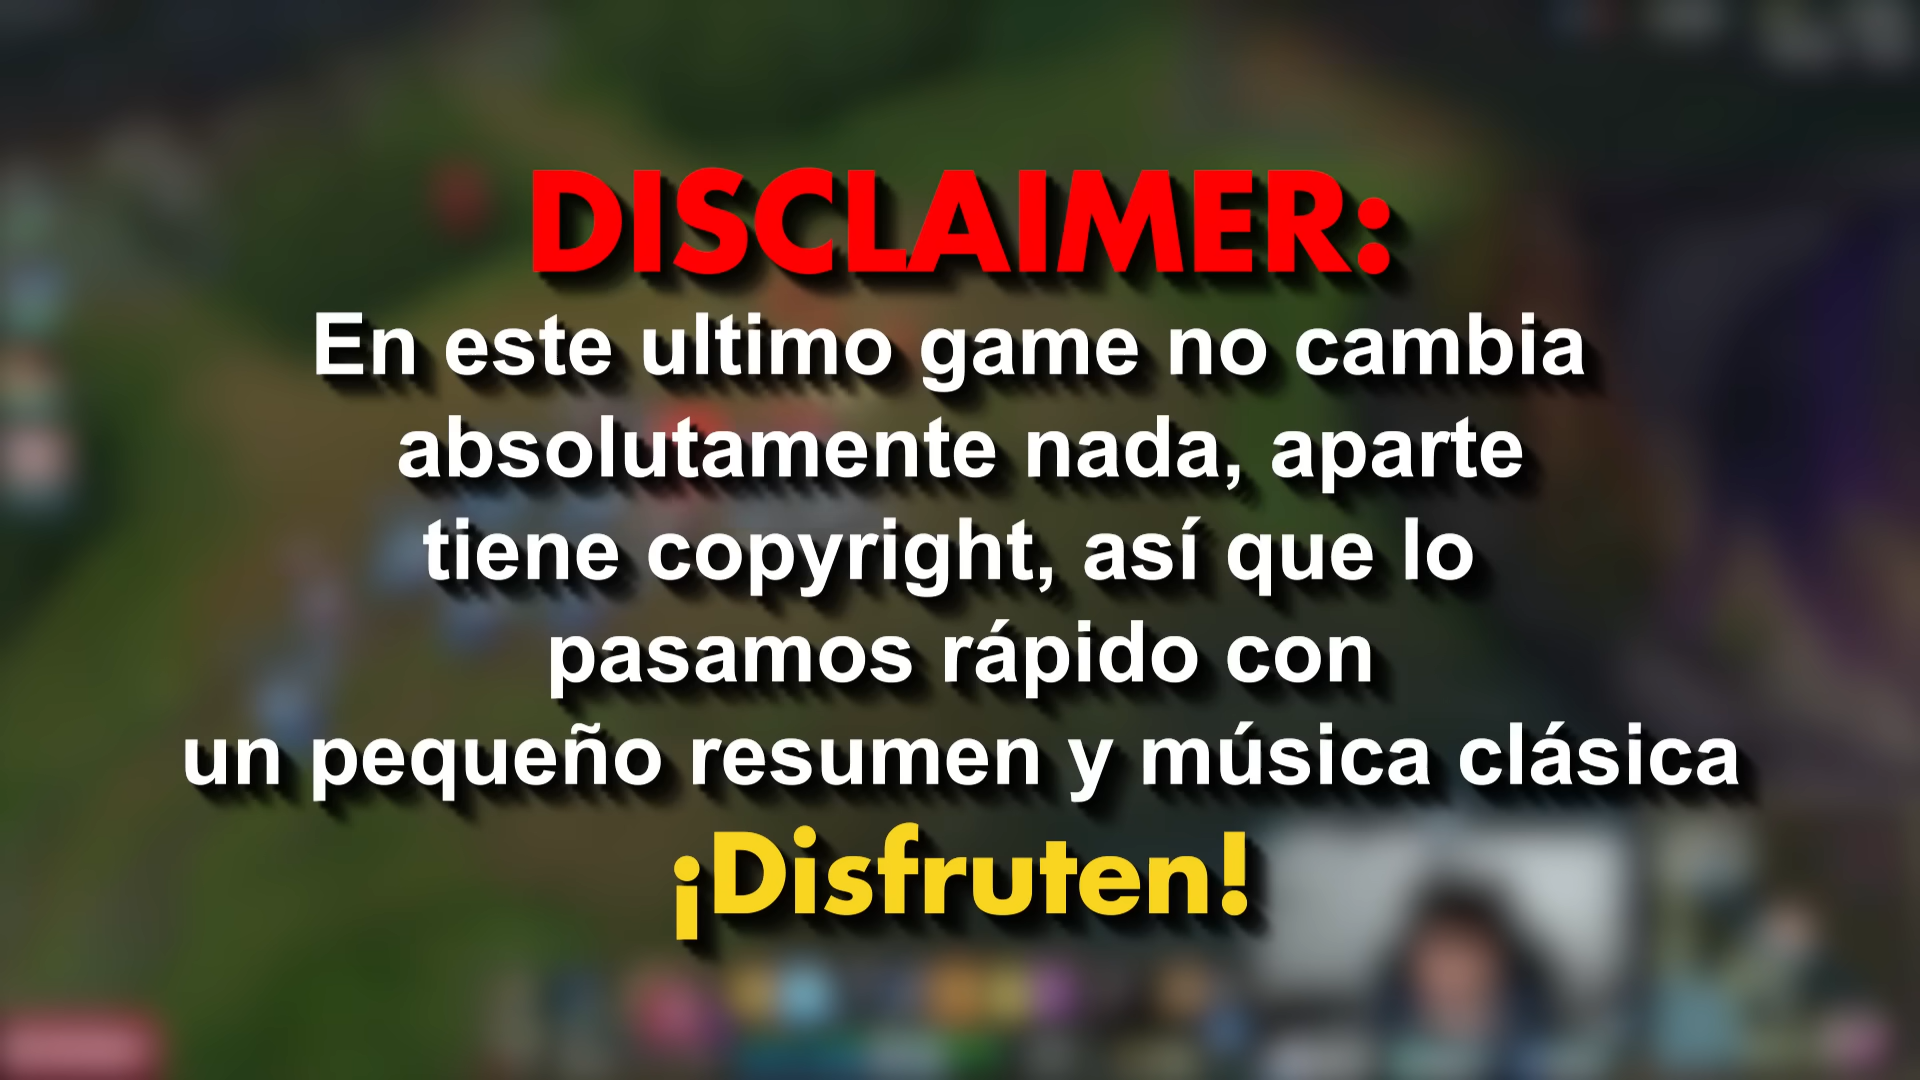 DISCLAIMER:
En este ultimo game no cambia
absolutamente nada, aparte
tiene copyright, así que lo
pasamos rápido con
un pequeño resumen y música clásica
¡Disfruten!